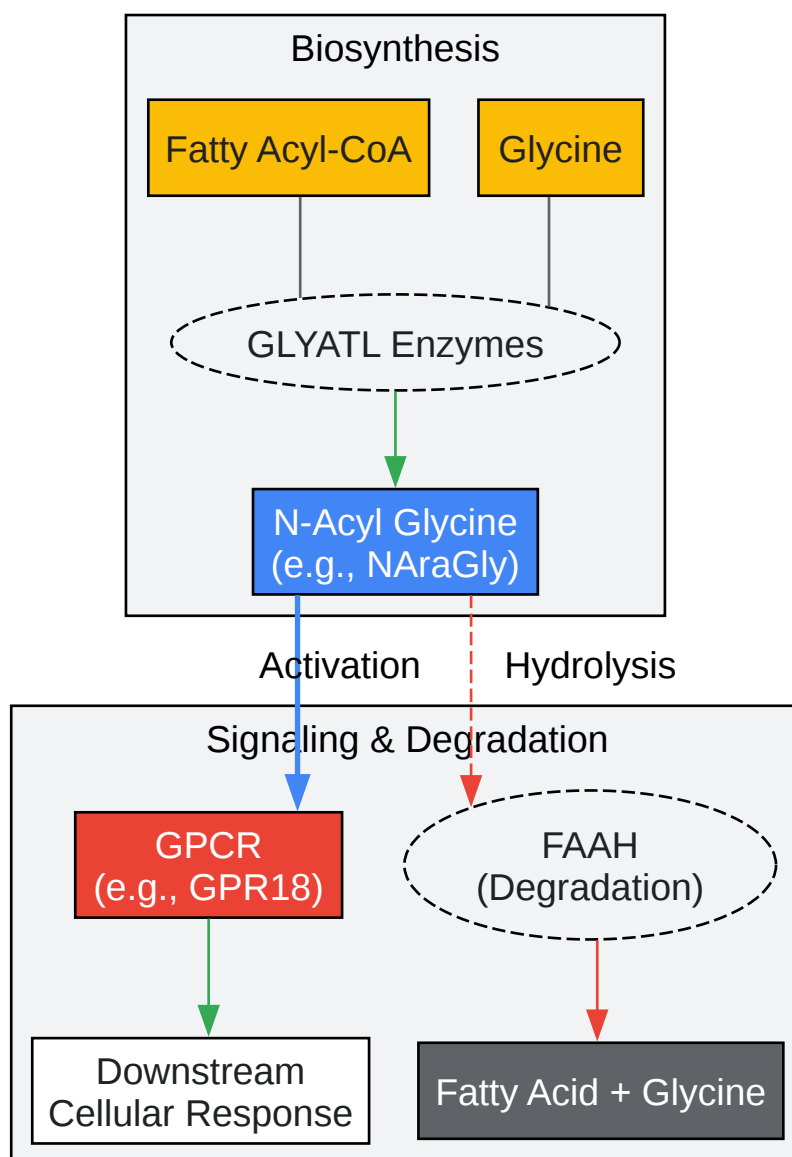 Biosynthesis
Fatty Acyl-CoA
Glycine
GLYATL Enzymes
N-Acyl Glycine
(e.g., NAraGly)
Activation
Hydrolysis
Signaling & Degradation
GPCR
(e.g., GPR18)
FAAH
(Degradation)
Downstream
Cellular Response
Fatty Acid + Glycine